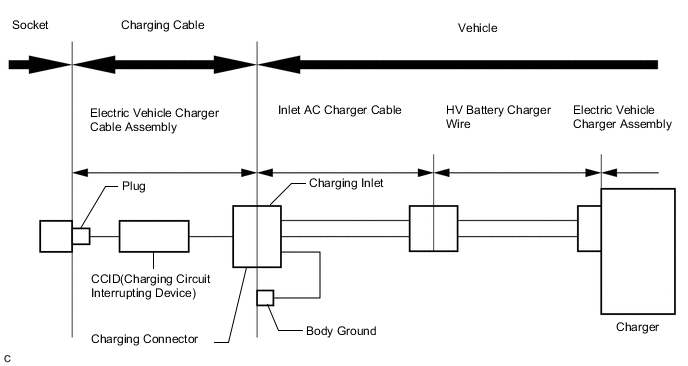 Socket
Charging Cable
Vehicle
Electric Vehicle Charger
Cable Assembly
Inlet AC Charger Cable
HV Battery Charger
Wire
Electric Vehicle
Charger Assembly
Plug
Charging Inlet
CCID(Charging Circuit
Interrupting Device)
Charging Connector
Body Ground
Charger
C